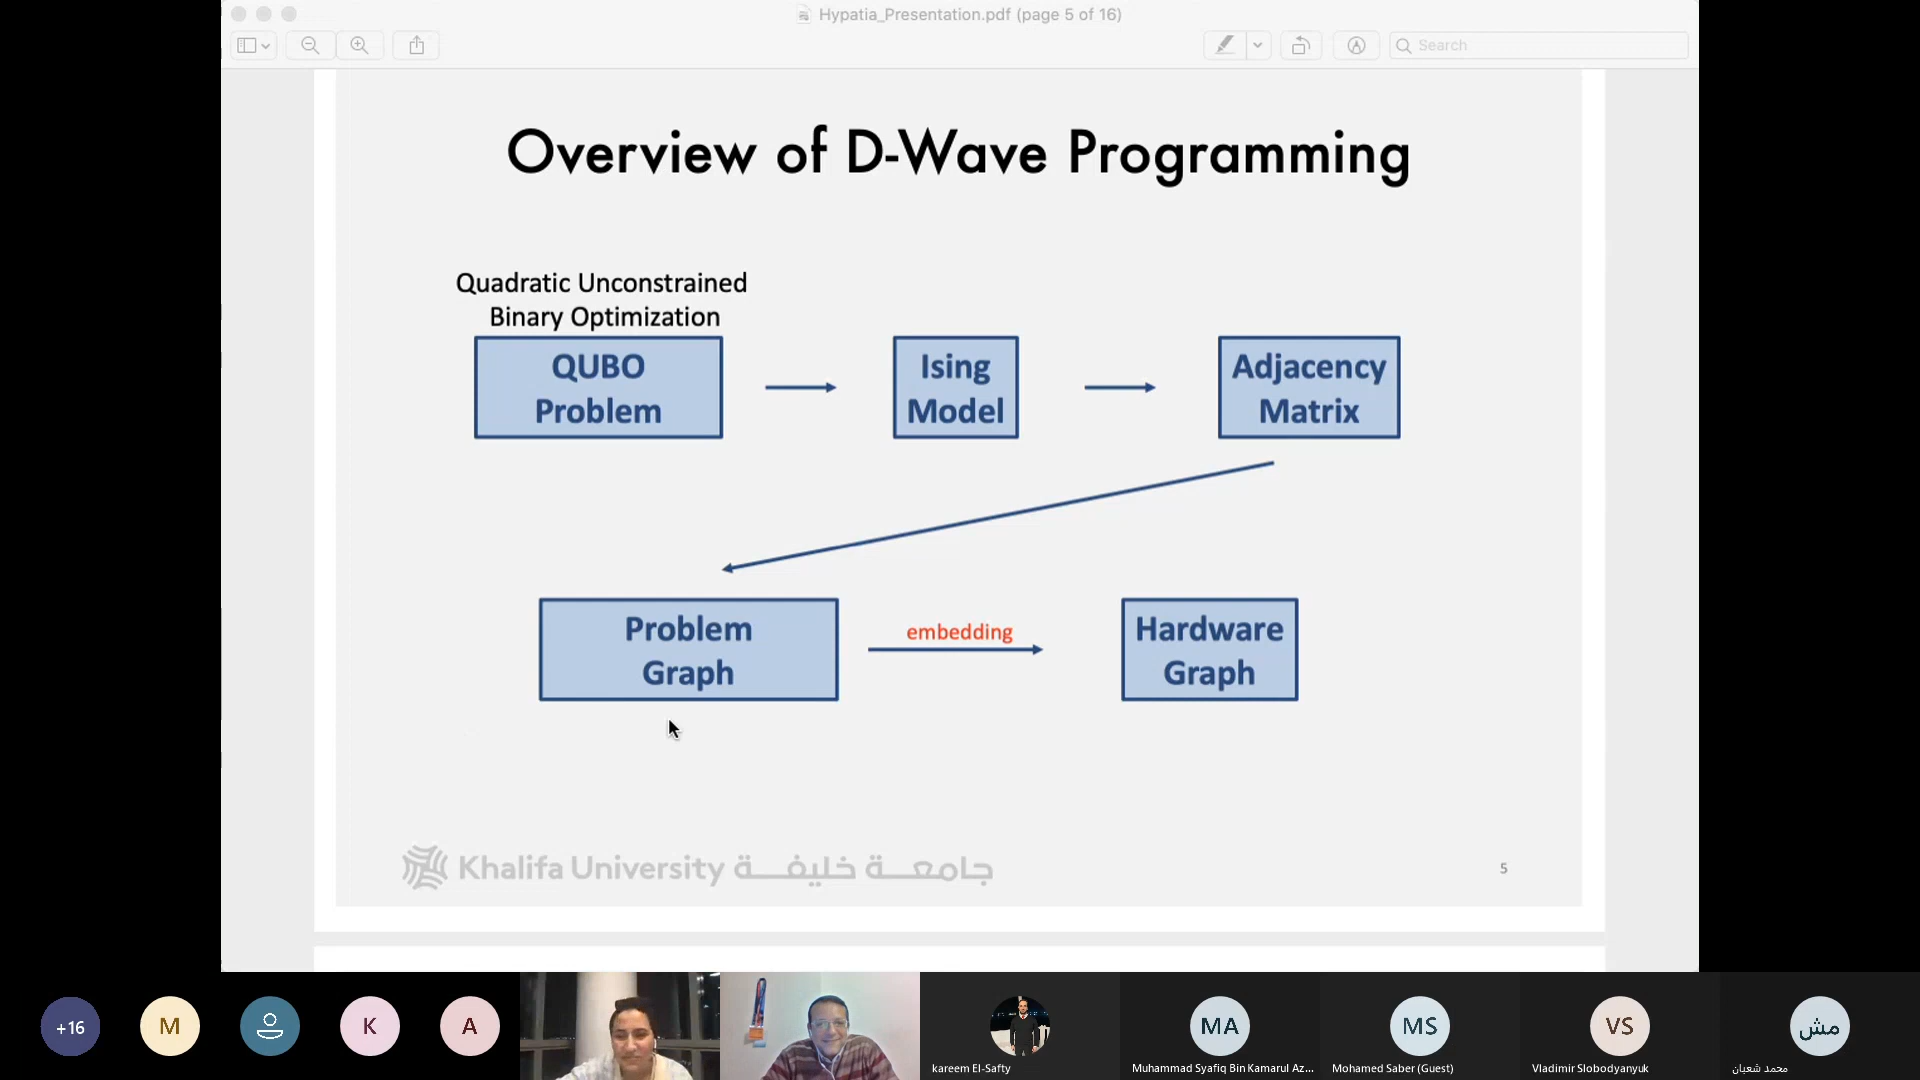 Hypatia_Presentation.pdf (page 5 of 16)
Search
Overview of D-Wave Programming
Quadratic Unconstrained
Binary Optimization
QUBO
Problem
Ising
Model
Adjacency
Matrix
Problem
Graph
embedding
Hardware
Graph
Khalifa University جامعة خليفة
5
+16
M
K
A
kareem El-Safty
MA
Muhammad Syafiq Bin Kamarul Az...
MS
Mohamed Saber (Guest)
VS
Vladimir Slobodyanyuk
مش
محمد شعبان